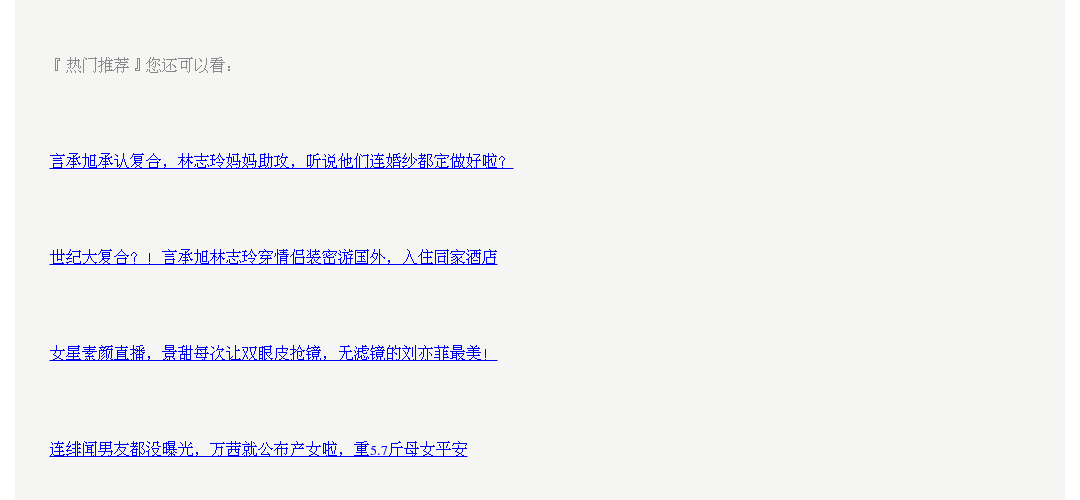 『 热门推荐 』您还可以看：
言承旭承认复合，林志玲妈妈助攻，听说他们连婚纱都定做好啦？
世纪大复合？！言承旭林志玲穿情侣装密游国外，入住同家酒店
女星素颜直播，景甜每次让双眼皮抢镜，无滤镜的刘亦菲最美！
连绯闻男友都没曝光，万茜就公布产女啦，重5.7斤母女平安